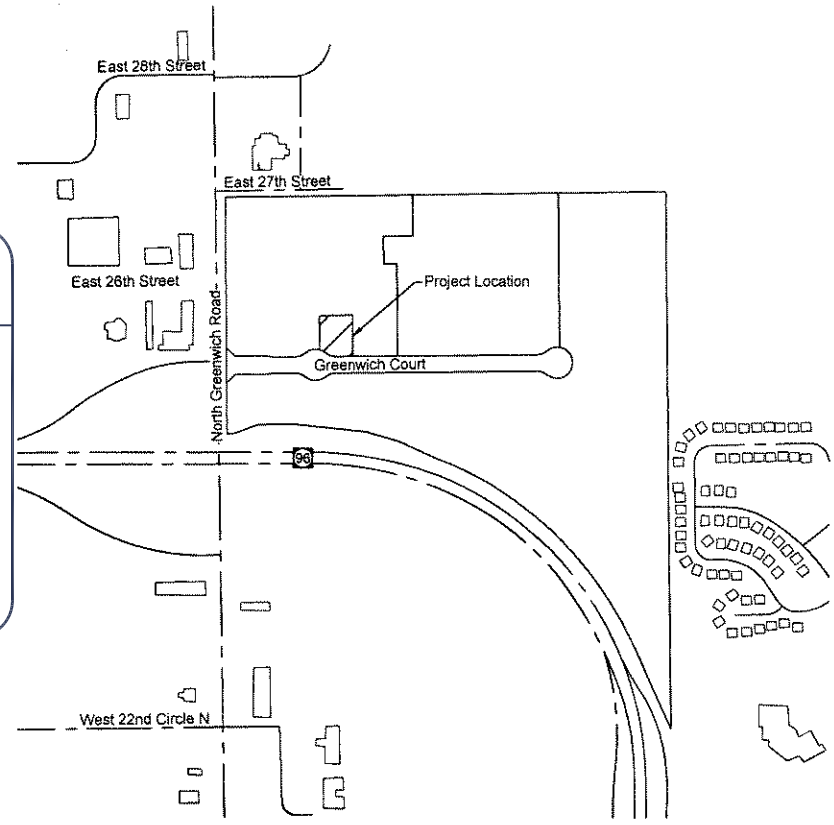 East 28th Street
East 27th Street
East 26th Street
Project Location
North Greenwich Road
Greenwich Court
96
West 22nd Circle N